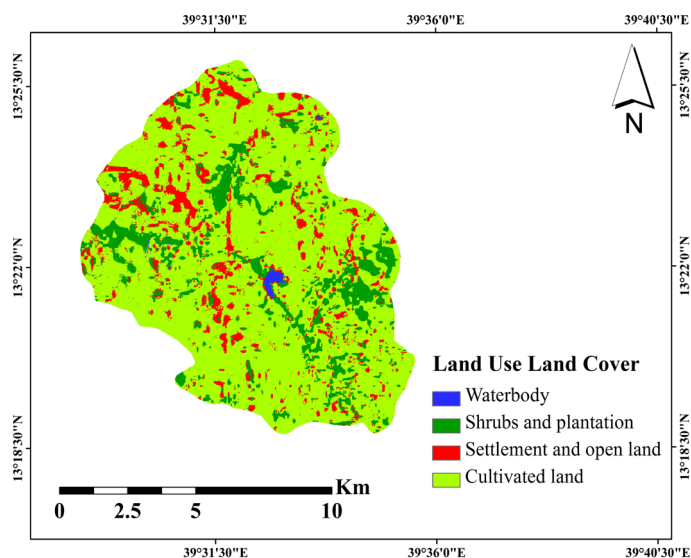 39°31'30"E 39°36'0"E 39°40'30"E
13°25'30"N 13°25'30"N
N
13°22'0"N 13°22'0"N
Land Use Land Cover
Waterbody
Shrubs and plantation
Settlement and open land
Cultivated land
13°18'30"N 13°18'30"N
Km
0 2.5 5 10
39°31'30"E 39°36'0"E 39°40'30"E